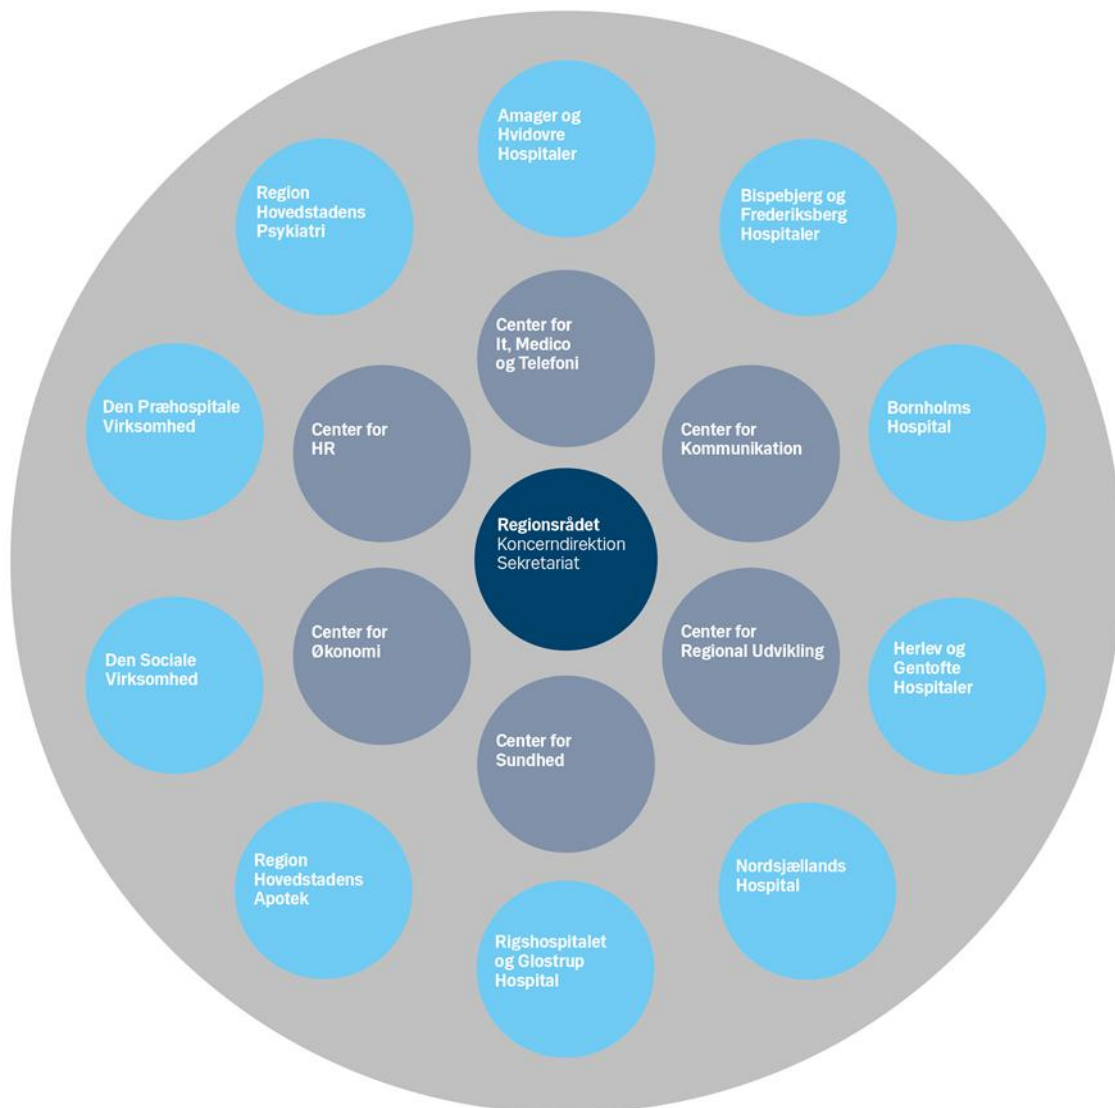 Amager og
Hvidovre
Hospitaler
Region
Hovedstadens
Psykiatri
Bispebjerg og
Frederiksberg
Hospitaler
Center for
It, Medico
og Telefoni
Den Præhospitale
Virksomhed
Center for
HR
Center for
Kommunikation
Bornholms
Hospital
Regionsrådet
Koncerndirektion
Sekretariat
Den Sociale
Virksomhed
Center for
Økonomi
Center for
Regional Udvikling
Herlev og
Gentofte
Hospitaler
Center for
Sundhed
Region
Hovedstadens
Apotek
Nordsjællands
Hospital
Rigshospitalet
og Glostrup
Hospital